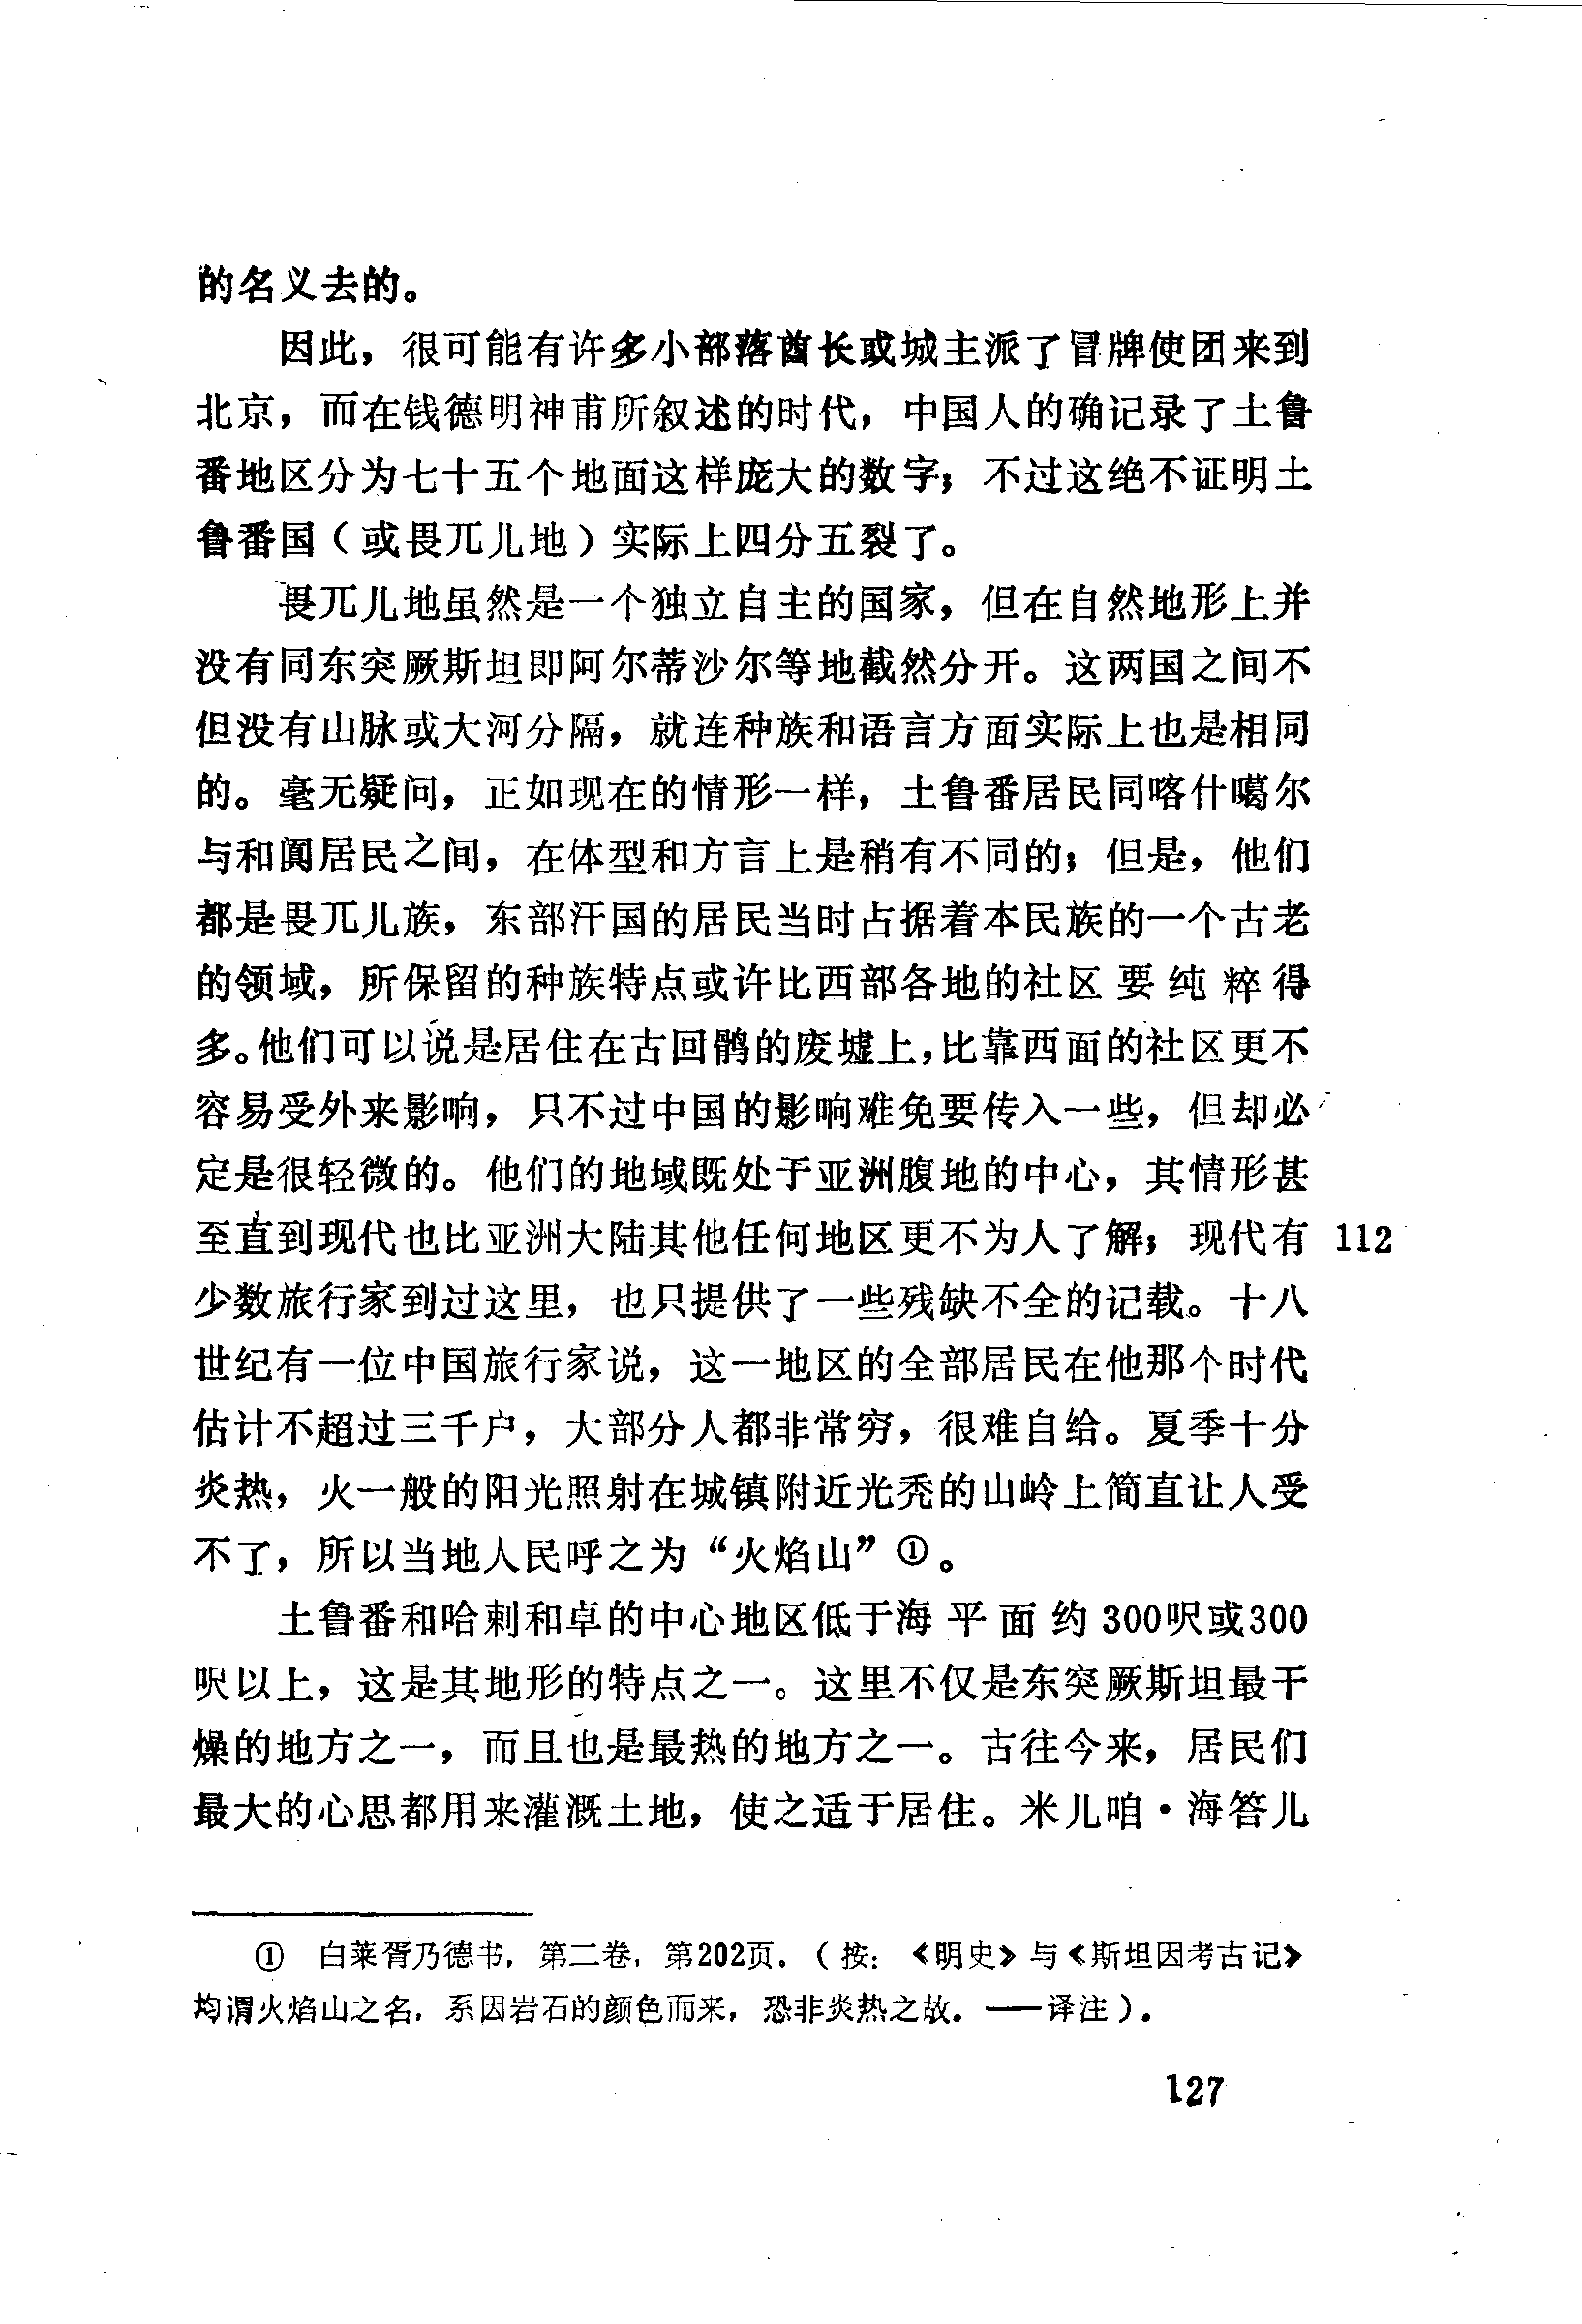 的名义去的。
因此，很可能有许多小部落酋长或城主派了冒牌使团来到
北京，而在钱德明神甫所叙述的时代，中国人的确记录了土鲁
番地区分为七十五个地面这样庞大的数字；不过这绝不证明土
鲁番国（或畏兀儿地）实际上四分五裂了。
畏兀儿地虽然是一个独立自主的国家，但在自然地形上并
没有同东突厥斯坦即阿尔蒂沙尔等地截然分开。这两国之间不
但没有山脉或大河分隔，就连种族和语言方面实际上也是相同
的。毫无疑问，正如现在的情形一样，土鲁番居民同喀什噶尔
与和阗居民之间，在体型和方言上是稍有不同的；但是，他们
都是畏兀儿族，东部汗国的居民当时占据着本民族的一个古老
的领域，所保留的种族特点或许比西部各地的社区要纯粹得
多。他们可以说是居住在古回鹘的废墟上，比靠西面的社区更不
容易受外来影响，只不过中国的影响难免要传入一些，但却必
定是很轻微的。他们的地域既处于亚洲腹地的中心，其情形甚
至直到现代也比亚洲大陆其他任何地区更不为人了解；现代有 112
少数旅行家到过这里，也只提供了一些残缺不全的记载。十八
世纪有一位中国旅行家说，这一地区的全部居民在他那个时代
估计不超过三千户，大部分人都非常穷，很难自给。夏季十分
炎热，火一般的阳光照射在城镇附近光秃的山岭上简直让人受
不了，所以当地人民呼之为“火焰山”①。
土鲁番和哈剌和卓的中心地区低于海平面约300呎或300
呎以上，这是其地形的特点之一。这里不仅是东突厥斯坦最干
燥的地方之一，而且也是最热的地方之一。古往今来，居民们
最大的心思都用来灌溉土地，使之适于居住。米儿咱·海答儿
① 白莱胥乃德书，第二卷，第202页。（按：《明史》与《斯坦因考古记》
均谓火焰山之名，系因岩石的颜色而来，恐非炎热之故。——译注）。
127